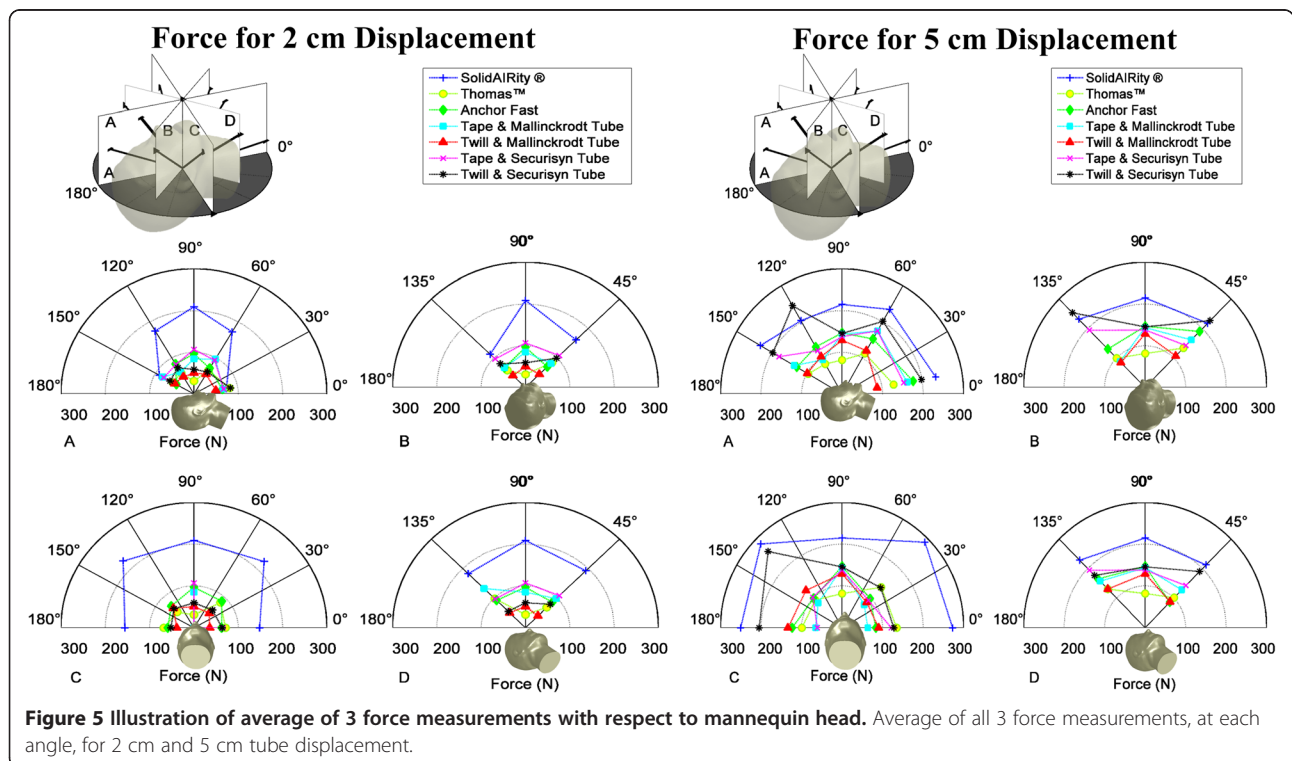 Force for 2 cm Displacement
Force for 5 cm Displacement
A
B
C
D
A
A
0°
180°
SolidAIRity ®
Thomas™
Anchor Fast
Tape & Mallinckrodt Tube
Twill & Mallinckrodt Tube
Tape & Securisyn Tube
Twill & Securisyn Tube
A
B
C
D
A
A
0°
180°
SolidAIRity ®
Thomas™
Anchor Fast
Tape & Mallinckrodt Tube
Twill & Mallinckrodt Tube
Tape & Securisyn Tube
Twill & Securisyn Tube
90°
120° 60°
150° 30°
180° 0°
300 200 100 100 200 300
Force (N)
A
90°
135° 45°
300 200 100 100 200 300
Force (N)
B
90°
120° 60°
150° 30°
180° 0°
300 200 100 100 200 300
Force (N)
A
90°
135° 45°
300 200 100 100 200 300
Force (N)
B
90°
120° 60°
150° 30°
180° 0°
300 200 100 100 200 300
Force (N)
C
90°
135° 45°
300 200 100 100 200 300
Force (N)
D
90°
120° 60°
150° 30°
180° 0°
300 200 100 100 200 300
Force (N)
C
90°
135° 45°
300 200 100 100 200 300
Force (N)
D
Figure 5 Illustration of average of 3 force measurements with respect to mannequin head. Average of all 3 force measurements, at each
angle, for 2 cm and 5 cm tube displacement.